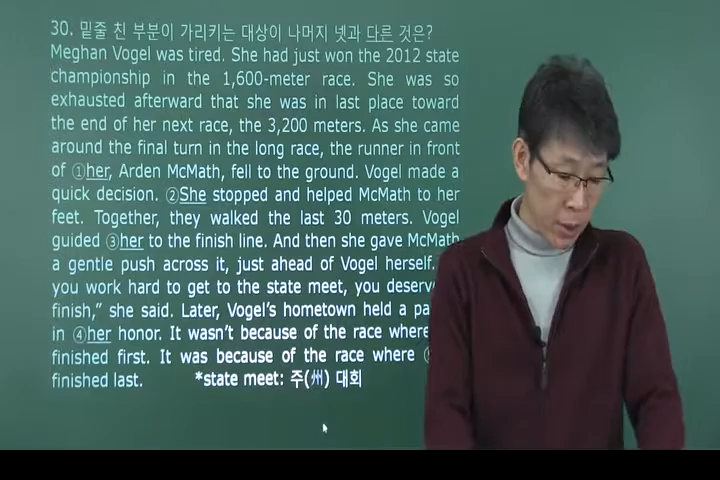 30. 밑줄 친 부분이 가리키는 대상이 나머지 넷과 다른 것은?
Meghan Vogel was tired. She had just won the 2012 state
championship in the 1,600-meter race. She was so
exhausted afterward that she was in last place toward
the end of her next race, the 3,200 meters. As she came
around the final turn in the long race, the runner in front
of ①her, Arden McMath, fell to the ground. Vogel made a
quick decision. ②She stopped and helped McMath to her
feet. Together, they walked the last 30 meters. Vogel
guided ③her to the finish line. And then she gave McMath
a gentle push across it, just ahead of Vogel herself.
you work hard to get to the state meet, you
finish,” she said. Later, Vogel’s hometown held a
in ④her honor. It wasn’t because of the race where
finished first. It was because of the race where
finished last. *state meet: 주(州) 대회